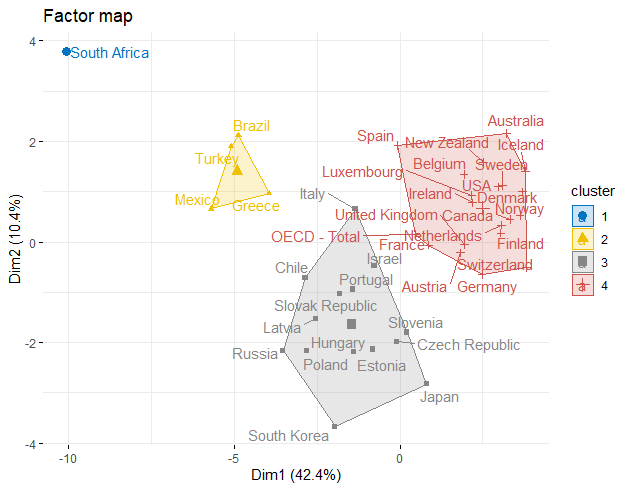 Factor map
4
2
0
-2
-4
-10
-5
0
Dim2 (10.4%)
Dim1 (42.4%)
South Africa
Brazil
Turkey
Mexico
Greece
Spain
Australia
New Zealand
Iceland
Belgium
Sweden
Luxembourg
USA
Ireland
Denmark
United Kingdom
Canada
Norway
OECD - Total
Netherlands
France
Finland
Switzerland
Austria
Germany
Italy
Israel
Chile
Portugal
Slovak Republic
Latvia
Slovenia
Hungary
Czech Republic
Russia
Poland
Estonia
Japan
South Korea
cluster
a 1
a 2
a 3
a 4